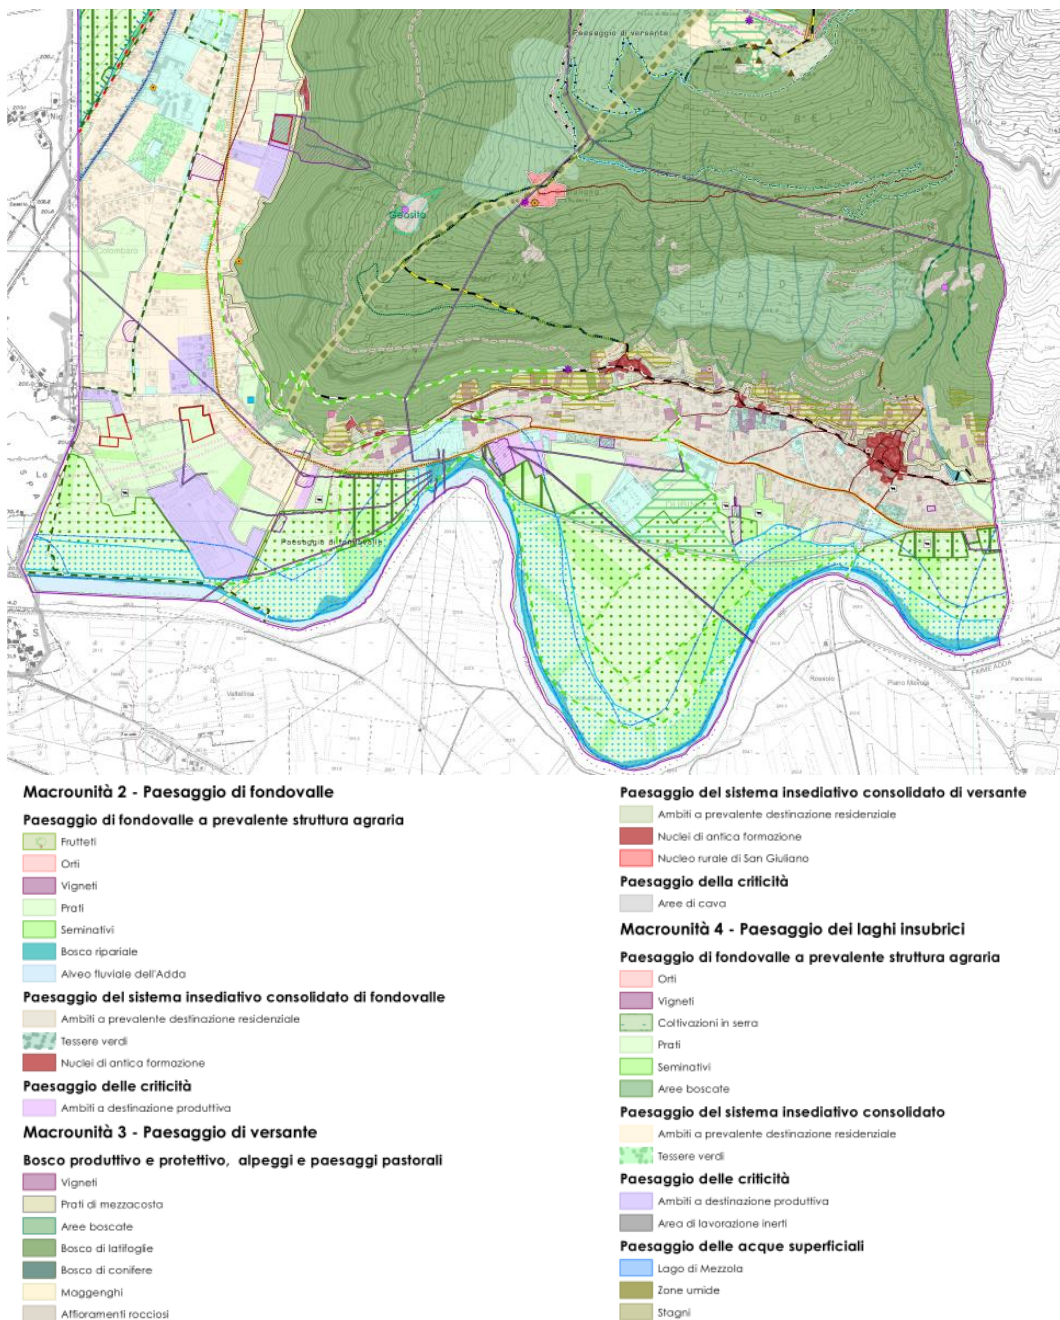 Paesaggio di versante
Geosito
Colombaro
Paesaggio di fondovalle
Valtellina
Rosvolo
Piano Merula
FIUME ADDA
Macrounità 2 - Paesaggio di fondovalle
Paesaggio di fondovalle a prevalente struttura agraria
Frutteti
Orti
Vigneti
Prati
Seminativi
Bosco ripariale
Alveo fluviale dell'Adda
Paesaggio del sistema insediativo consolidato di fondovalle
Ambiti a prevalente destinazione residenziale
Tessere verdi
Nuclei di antica formazione
Paesaggio delle criticità
Ambiti a destinazione produttiva
Macrounità 3 - Paesaggio di versante
Bosco produttivo e protettivo, alpeggi e paesaggi pastorali
Vigneti
Prati di mezzacosta
Aree boscate
Bosco di latifoglie
Bosco di conifere
Maggenghi
Affioramenti rocciosi
Paesaggio del sistema insediativo consolidato di versante
Ambiti a prevalente destinazione residenziale
Nuclei di antica formazione
Nucleo rurale di San Giuliano
Paesaggio della criticità
Aree di cava
Macrounità 4 - Paesaggio dei laghi insubrici
Paesaggio di fondovalle a prevalente struttura agraria
Orti
Vigneti
Coltivazioni in serra
Prati
Seminativi
Aree boscate
Paesaggio del sistema insediativo consolidato
Ambiti a prevalente destinazione residenziale
Tessere verdi
Paesaggio delle criticità
Ambiti a destinazione produttiva
Area di lavorazione inerti
Paesaggio delle acque superficiali
Lago di Mezzola
Zone umide
Stagni